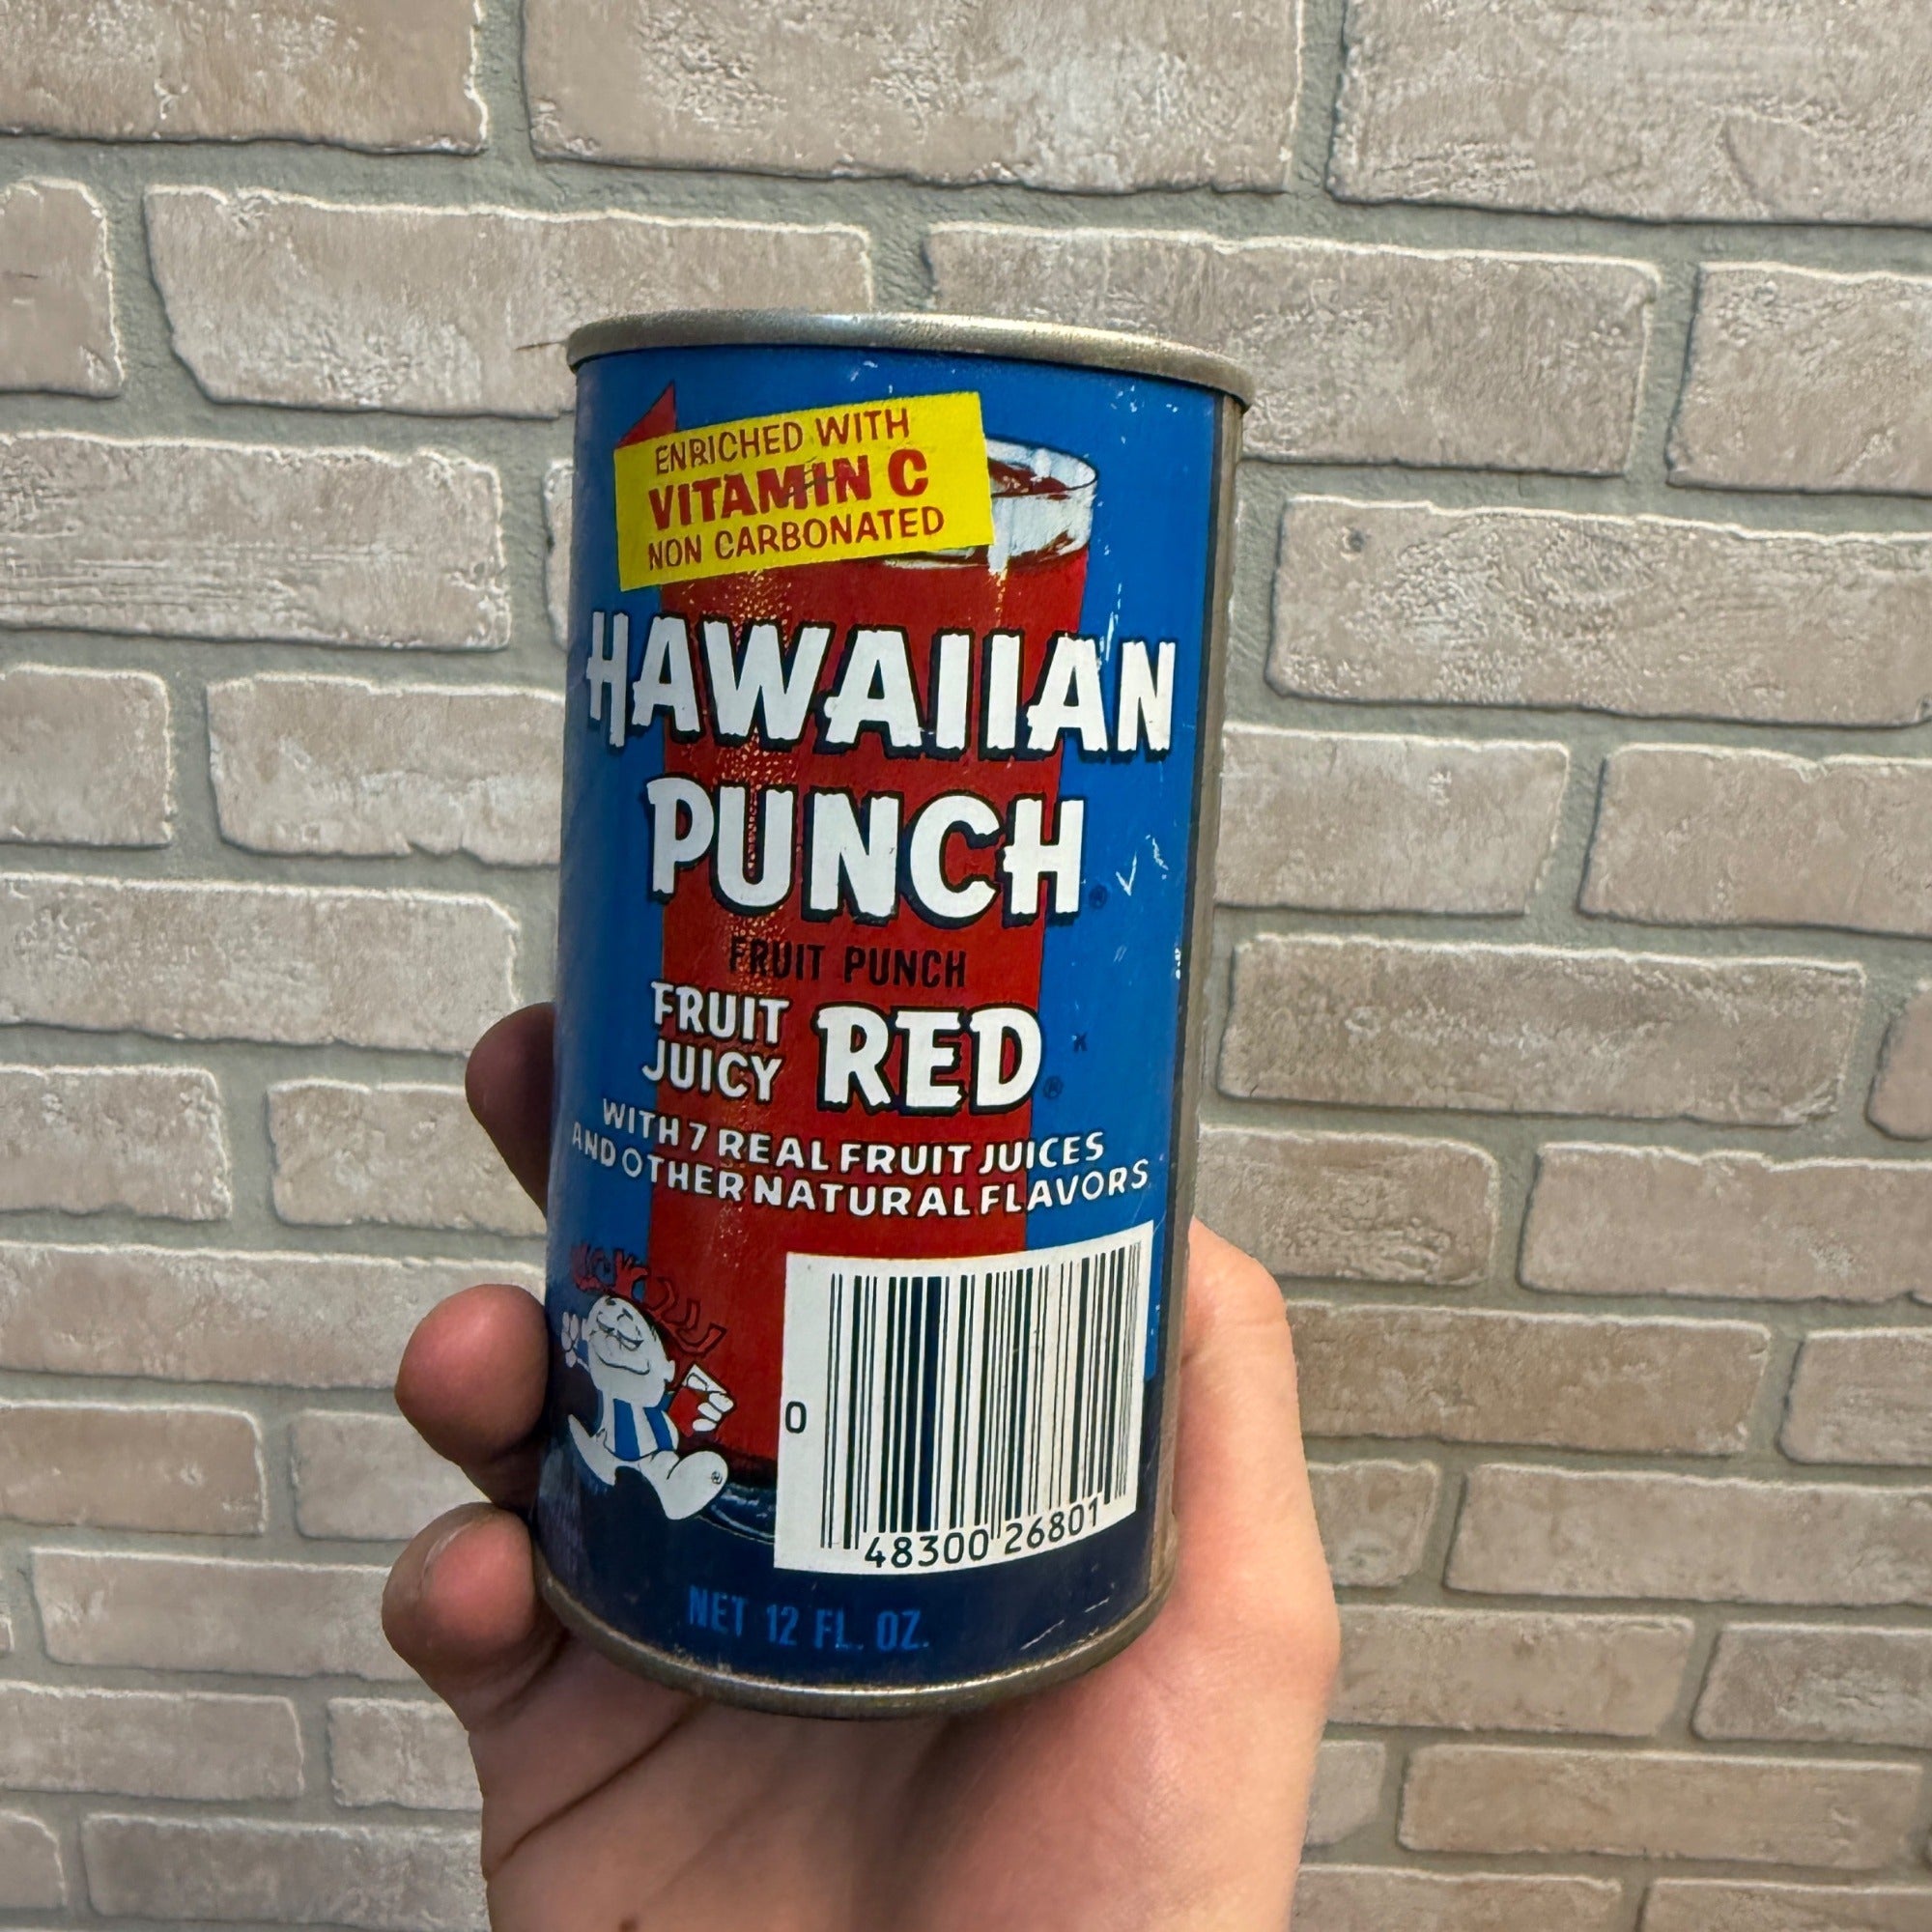 ENRICHED WITH
VITAMIN C
NON CARBONATED
HAWAIIAN
PUNCH®
FRUIT PUNCH
FRUIT
JUICY
RED®
K
WITH 7 REAL FRUIT JUICES
AND OTHER NATURAL FLAVORS
®
0
48300 26801
NET 12 FL. OZ.